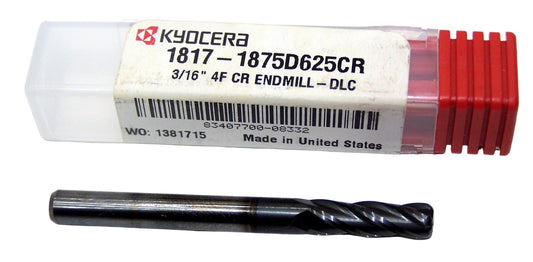 KYOCERA
1817-1875D625CR
3/16" 4F CR ENDMILL-DLC
83407700-08332
WO: 1381715 Made in United States